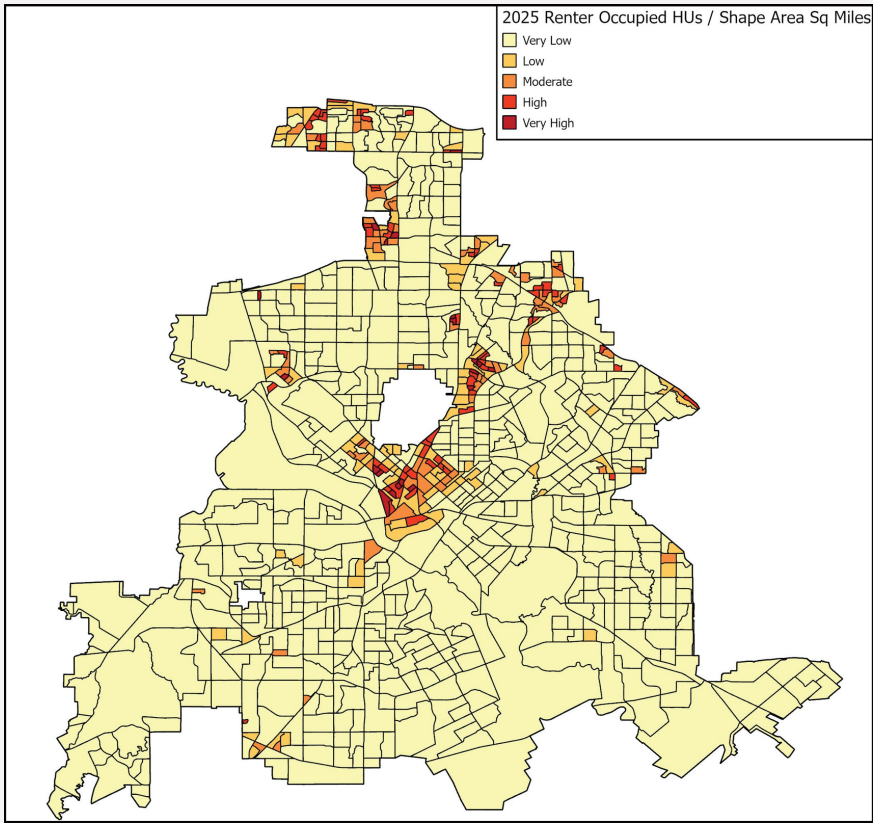 2025 Renter Occupied HUs / Shape Area Sq Miles
Very Low
Low
Moderate
High
Very High